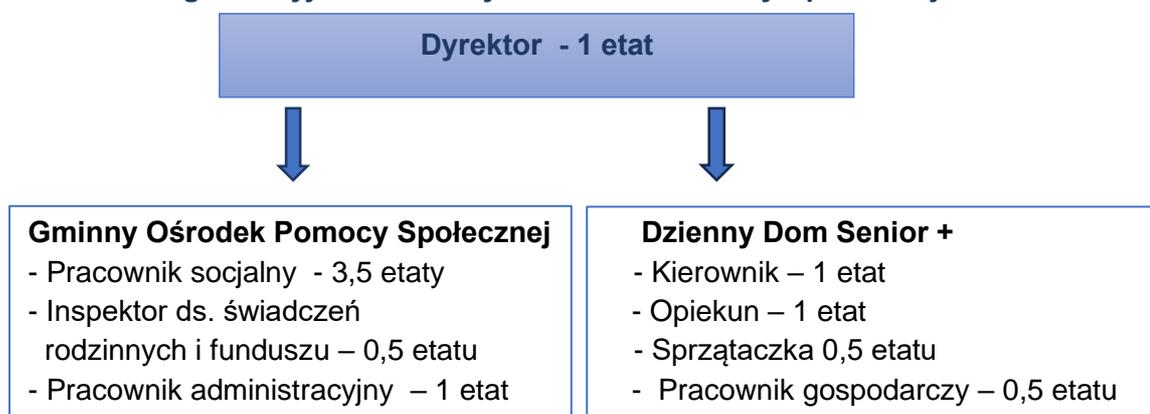 Dyrektor - 1 etat
Gminny Ośrodek Pomocy Społecznej
- Pracownik socjalny - 3,5 etaty
- Inspektor ds. świadczeń
rodzinnych i funduszu – 0,5 etatu
- Pracownik administracyjny – 1 etat
Dzienny Dom Senior +
- Kierownik – 1 etat
- Opiekun – 1 etat
- Sprzątaczka 0,5 etatu
- Pracownik gospodarczy – 0,5 etatu